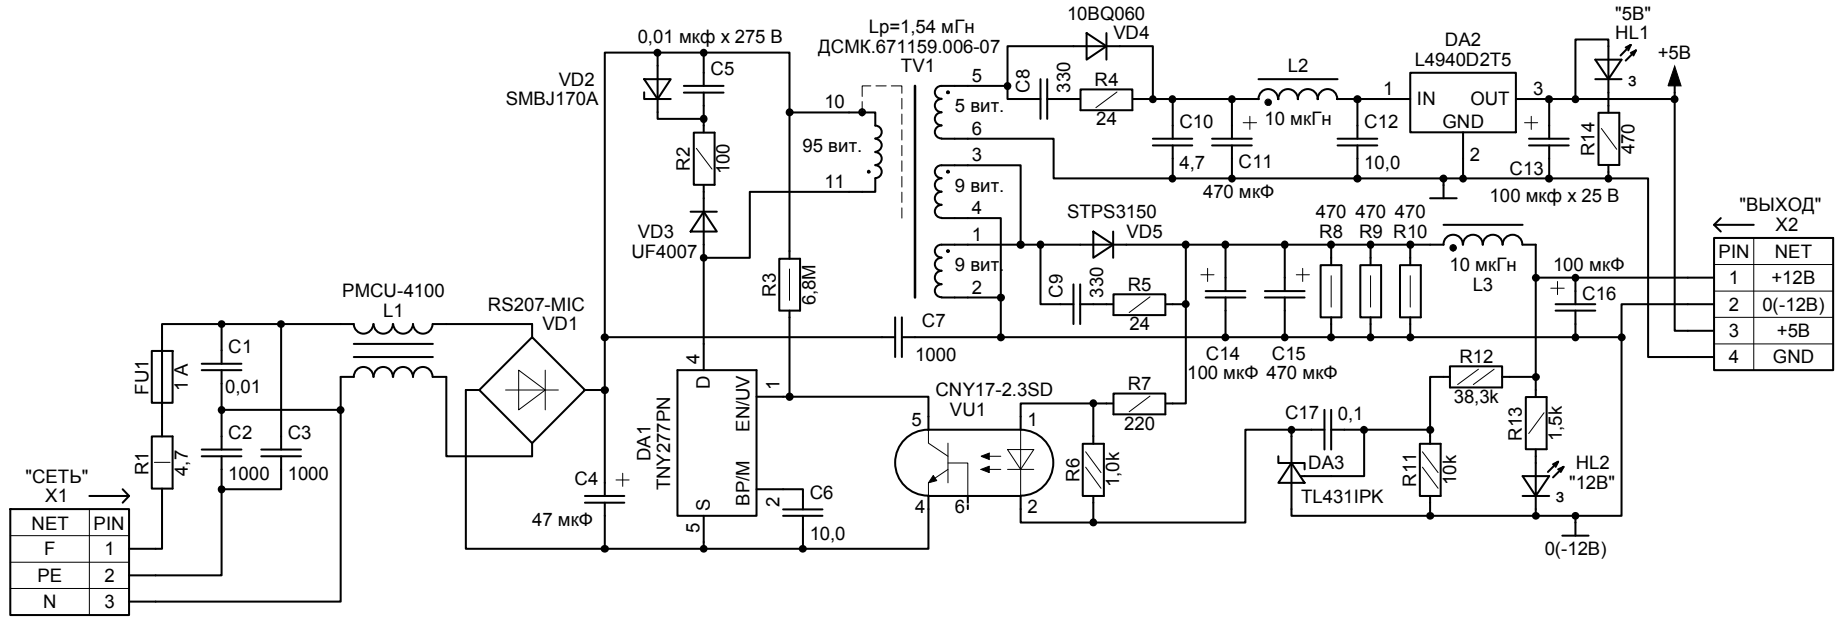 "СЕТЬ"
X1
NET PIN
F 1
PE 2
N 3
FU1
1 А
R1
4,7
C1
0,01
C2
1000
C3
1000
PMCU-4100
L1
RS207-MIC
VD1
0,01 мкф х 275 В
VD2
SMBJ170A
C5
R2
100
VD3
UF4007
R3
6,8М
C4
+
47 мкФ
DA1
TNY277PN
D
4
EN/UV
1
BP/M
2
S
5
C6
10,0
C7
1000
Lp=1,54 мГн
ДСМК.671159.006-07
TV1
10
95 вит.
11
5
5 вит.
6
3
9 вит.
4
1
9 вит.
2
10BQ060
VD4
C8
330
R4
24
C10
4,7
+
C11
470 мкФ
L2
10 мкГн
C12
10,0
DA2
L4940D2T5
1
IN
OUT
3
GND
2
+
C13
100 мкф х 25 В
"5В"
HL1
3
R14
470
+5В
STPS3150
VD5
C9
330
R5
24
+
C14
100 мкФ
+
C15
470 мкФ
470
R8
470
R9
470
R10
10 мкГн
L3
100 мкФ
+
C16
"ВЫХОД"
X2
PIN NET
1 +12В
2 0(-12В)
3 +5В
4 GND
CNY17-2.3SD
VU1
5
4
6
1
2
R7
220
R6
1,0k
C17
0,1
DA3
TL431IPK
R12
38,3k
R11
10k
R13
1,5k
HL2
"12В"
3
0(-12В)